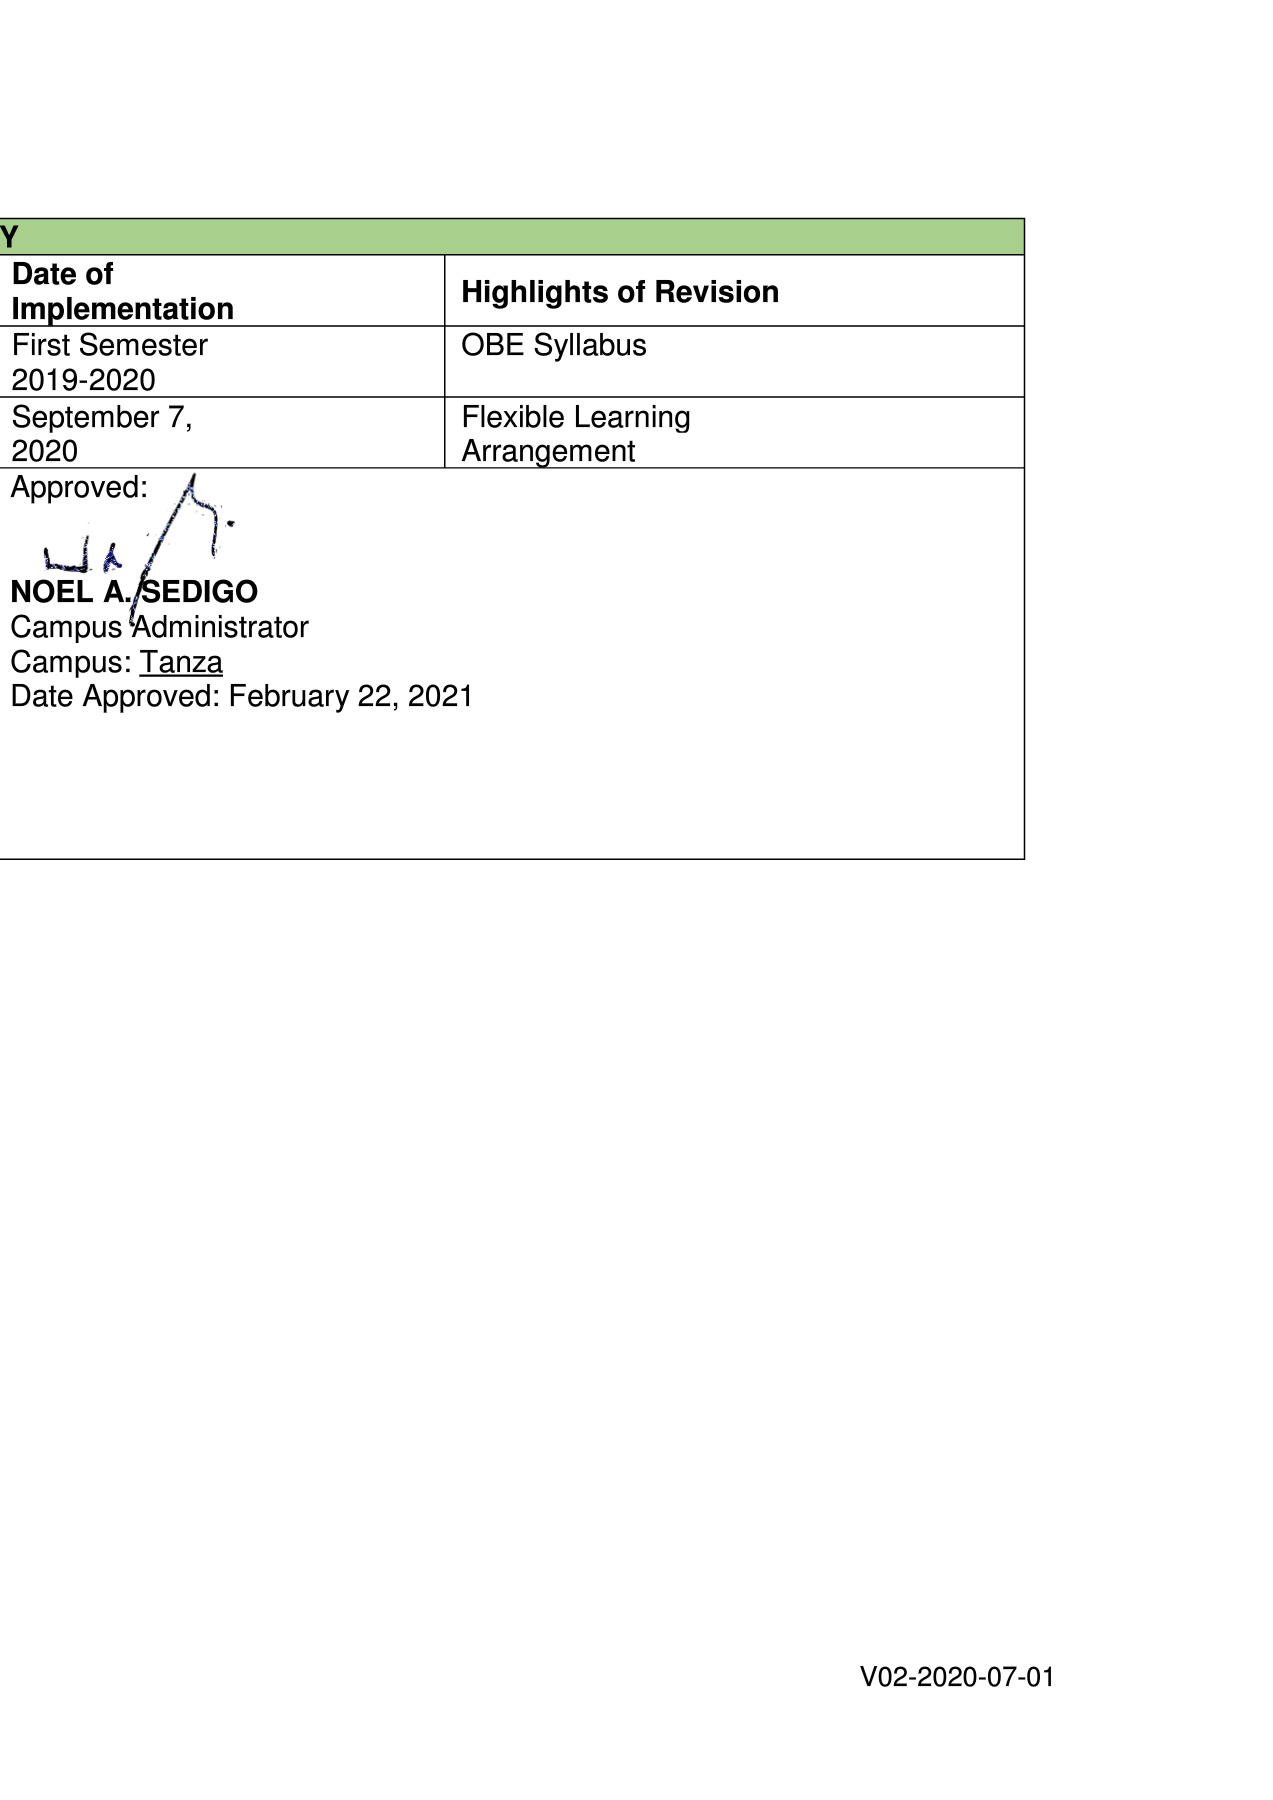 Y
Date of
Implementation
Highlights of Revision
First Semester
2019-2020
OBE Syllabus
September 7,
2020
Flexible Learning
Arrangement
Approved:
NOEL A. SEDIGO
Campus Administrator
Campus: Tanza
Date Approved: February 22, 2021
V02-2020-07-01